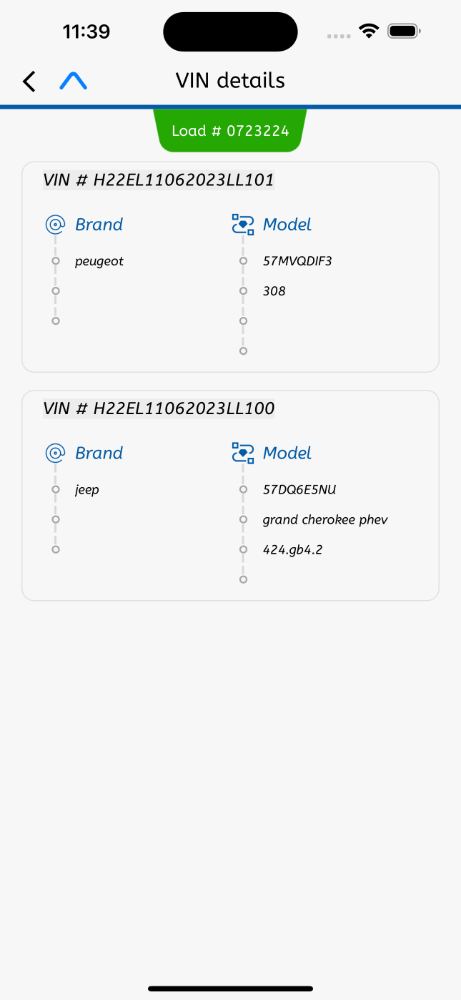 11:39
VIN details
Load # 0723224
VIN # H22EL11062023LL101
Brand
Model
peugeot
57MVQDIF3
308
VIN # H22EL11062023LL100
Brand
Model
jeep
57DQ6E5NU
grand cherokee phev
424.gb4.2